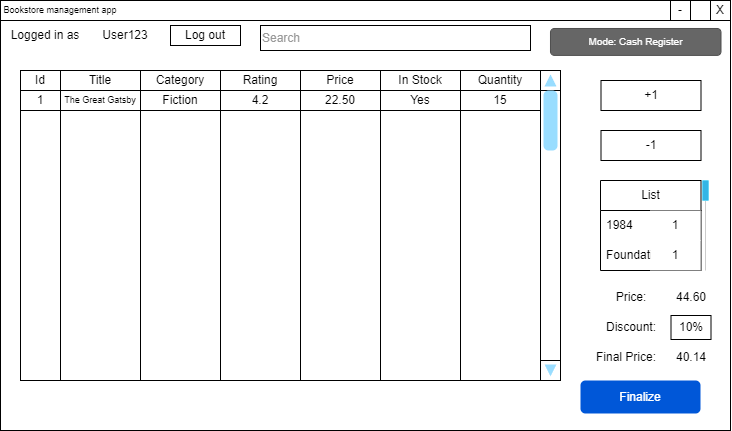 Bookstore management app - X
Logged in as User123 Log out Search Mode: Cash Register
Id Title Category Rating Price In Stock Quantity
1 The Great Gatsby Fiction 4.2 22.50 Yes 15
+1
-1
List
1984 1
Foundat 1
Price: 44.60
Discount: 10%
Final Price: 40.14
Finalize